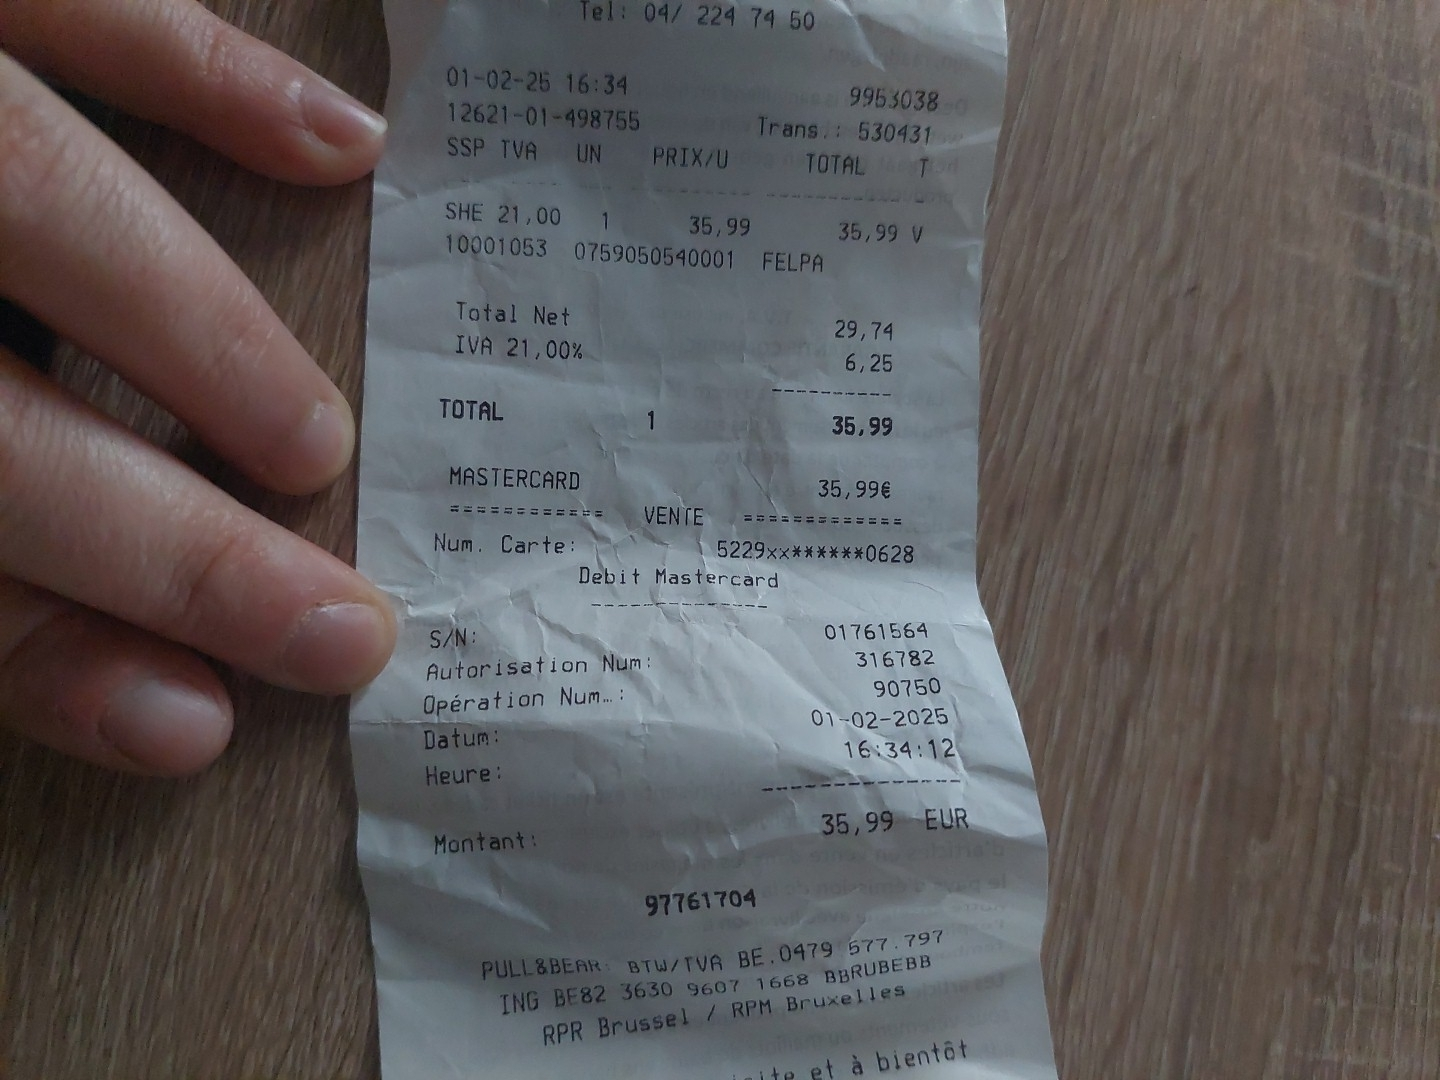 Tel: 04/ 224 74 50
01-02-25 16:34 9953038
12621-01-498755 Trans.: 530431
SSP TVA UN PRIX/U TOTAL T
SHE 21,00 1 35,99 35,99 V
10001053 0759050540001 FELPA
Total Net 29,74
IVA 21,00% 6,25
TOTAL 1 35,99
MASTERCARD 35,99€
============ VENTE =============
Num. Carte: 5229xx******0628
Debit Mastercard
S/N: 01761564
Autorisation Num: 316782
Opération Num…: 90750
Datum: 01-02-2025
Heure: 16:34:12
Montant: 35,99 EUR
97761704
PULL&BEAR: BTW/TVA BE.0479 577.797
ING BE82 3630 9607 1668 BBRUBEBB
RPR Brussel / RPM Bruxelles
et à bientôt